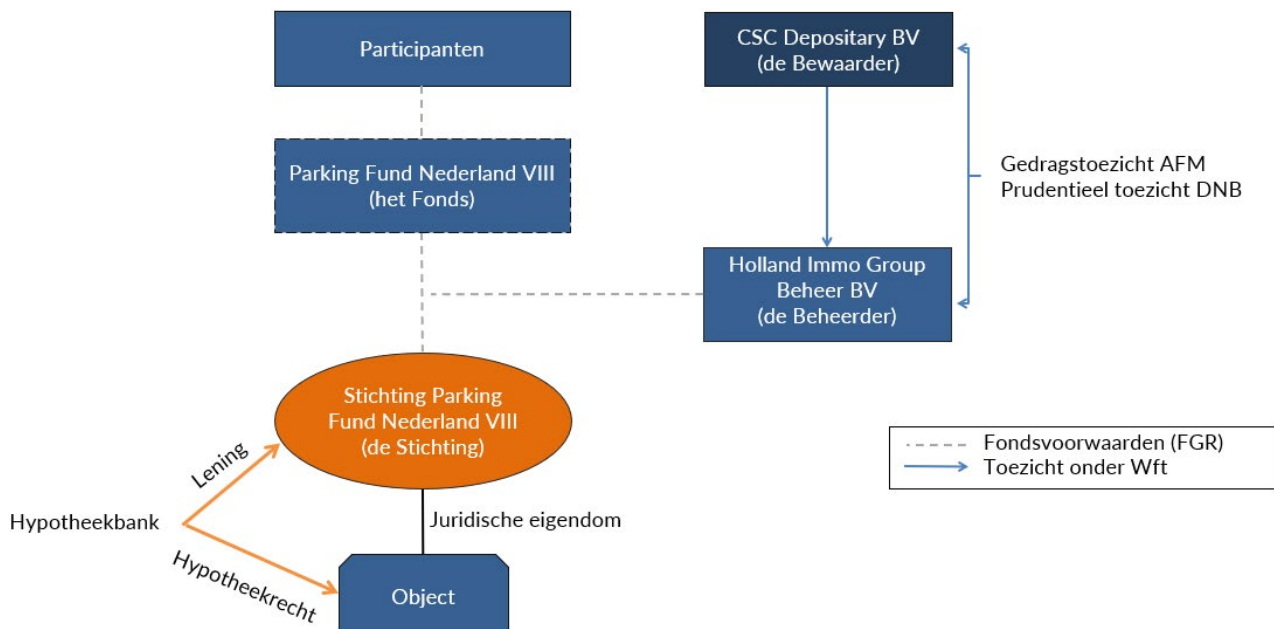 Participanten
CSC Depositary BV
(de Bewaarder)
Parking Fund Nederland VIII
(het Fonds)
Gedragstoezicht AFM
Prudentieel toezicht DNB
Holland Immo Group
Beheer BV
(de Beheerder)
Stichting Parking
Fund Nederland VIII
(de Stichting)
Fondsvoorwaarden (FGR)
Toezicht onder Wft
Lening
Hypotheekbank
Juridische eigendom
Hypotheekrecht
Object